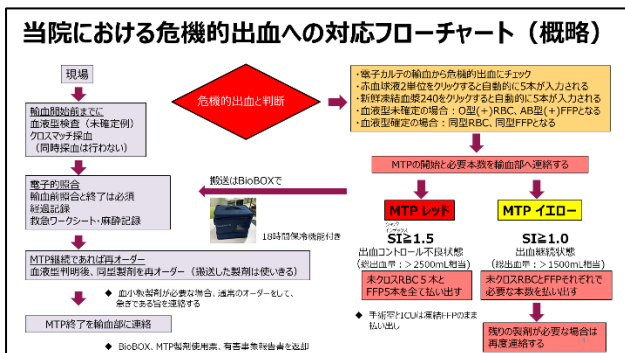 当院における危機的出血への対応フローチャート（概略）
現場
輸血開始前までに
血液型検査（未確定例）
クロスマッチ採血
（同時採血は行わない）
電子的照合
輸血前照合と終了は必須
経過記録
救急ワークシート・麻酔記録
MTP継続であれば再オーダー
血液型判明後、同型製剤を再オーダー（搬送した製剤は使いきる）
◆ 血小板製剤が必要な場合、通常のオーダーをして、
急ぎである旨を連絡する
MTP終了を輸血部に連絡
◆ BioBOX、MTP製剤使用素、有害事象報告書を返却
危機的出血と判断
搬送はBioBOXで
18時間保冷機能付き
・電子カルテの輸血から危機的出血にチェック
・赤血球液2単位をクリックすると自動的に5本が入力される
・新鮮凍結血漿240をクリックすると自動的に5本が入力される
・血液型未確定の場合：O型(+)RBC、AB型(+)FFPとなる
・血液型確定の場合：同型RBC、同型FFPとなる
MTPの開始と必要本数を輸血部へ連絡する
MTP レッド
ショック
インデックス
SI≧1.5
出血コントロール不良状態
（総出血量：＞2500mL相当）
未クロスRBC５本と
FFP5本を全て払い出す
◆ 手術室とICUは凍結FFPのまま
払い出し
MTP イエロー
SI≧1.0
出血継続状態
（総出血量：＞1500mL相当）
未クロスRBCとFFPそれぞれで
必要な本数を払い出す
残りの製剤が必要な場合は
再度連絡する